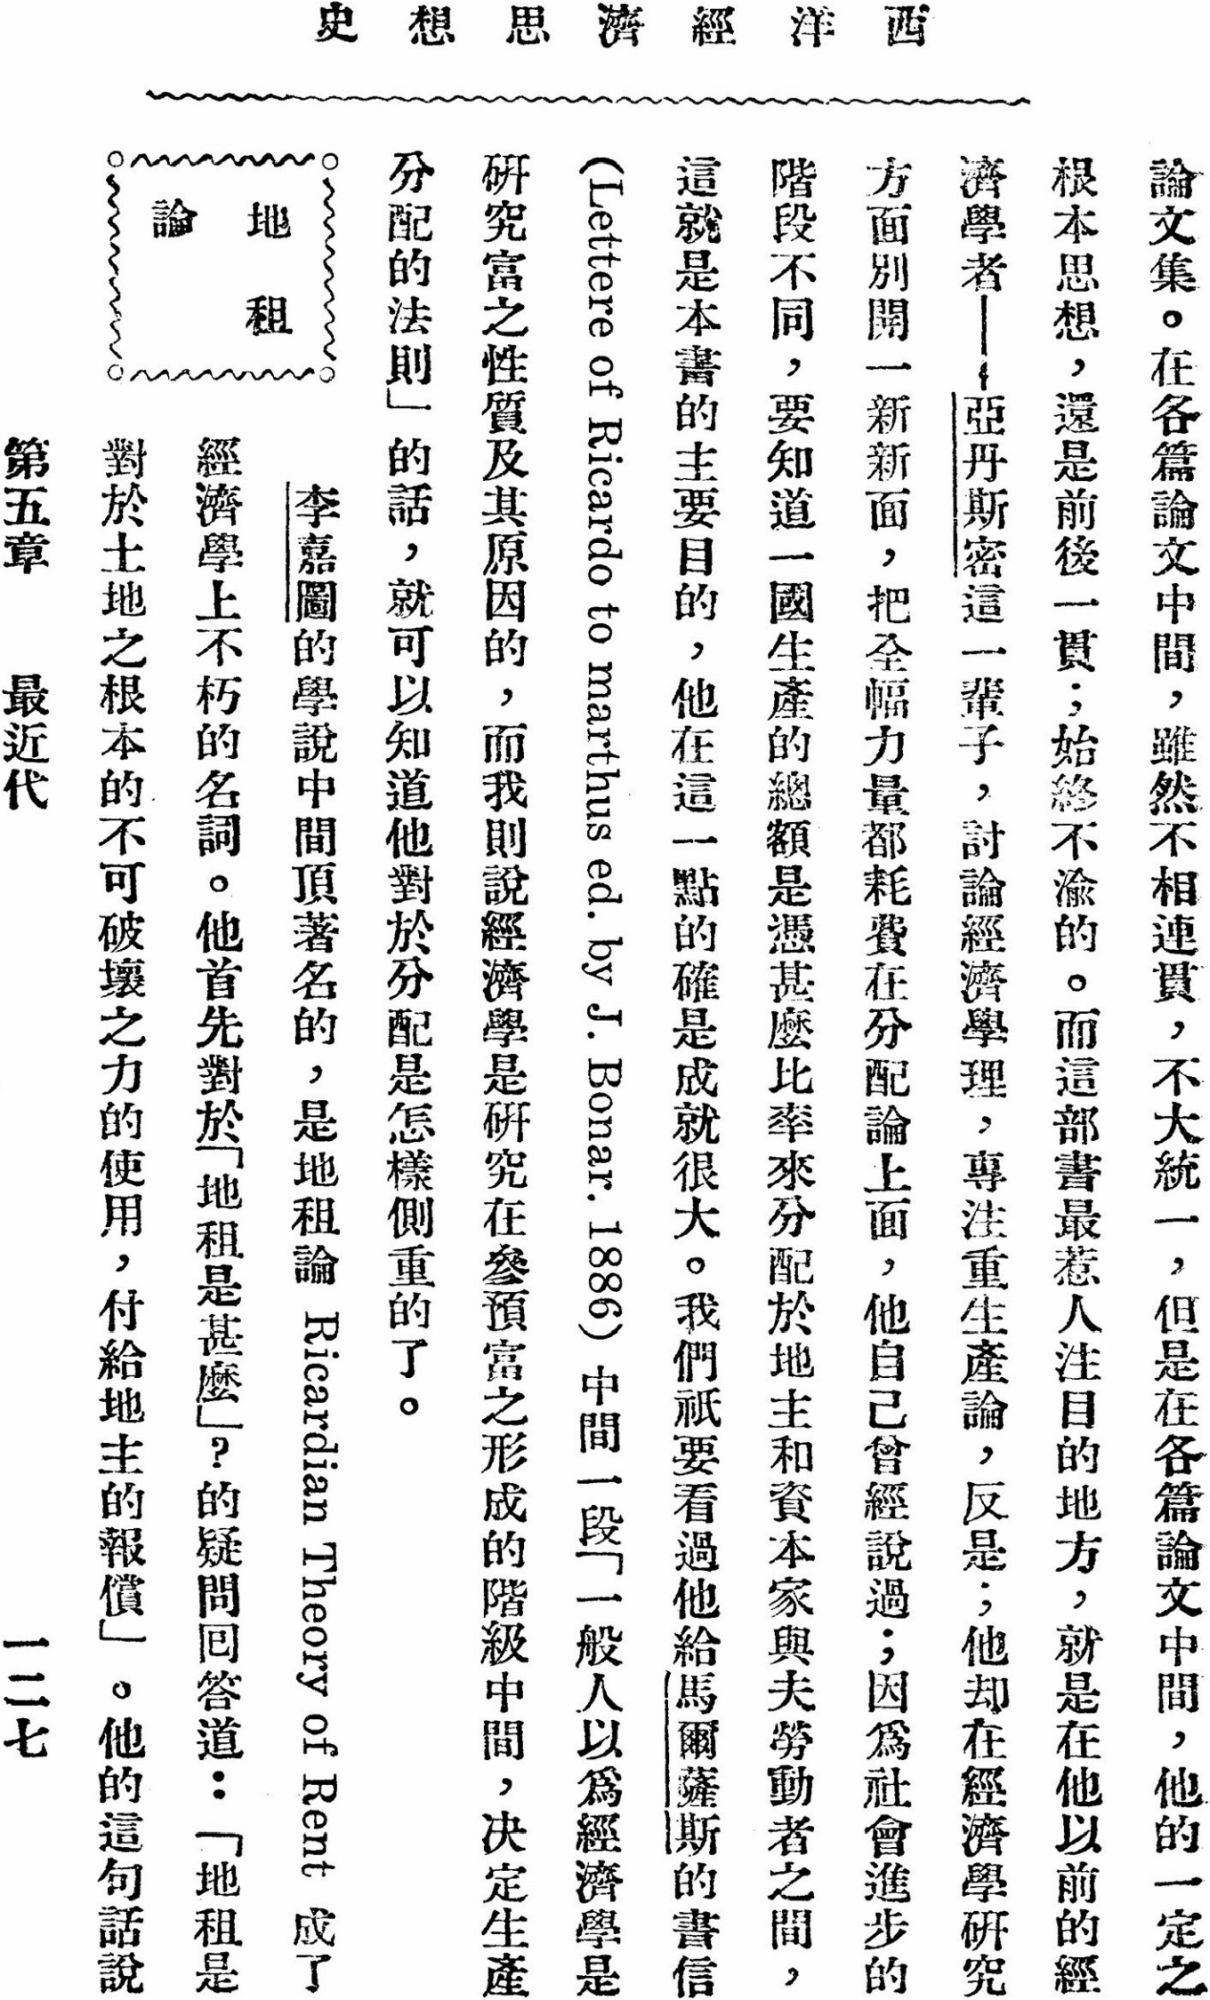 西洋經濟思想史
論文集。在各篇論文中間，雖然不相連貫，不大統一，但是在各篇論文中間，他的一定之
根本思想，還是前後一貫；始終不渝的。而這部書最惹人注目的地方，就是在他以前的經
濟學者——亞丹斯密這一輩子，討論經濟學理，專注重生產論，反是；他却在經濟學研究
方面別開一新新面，把全幅力量都耗費在分配論上面，他自己曾經說過；因爲社會進步的
階段不同，要知道一國生產的總額是憑甚麼比率來分配於地主和資本家與夫勞動者之間，
這就是本書的主要目的，他在這一點的確是成就很大。我們祇要看過他給馬爾薩斯的書信
(Lettere of Ricardo to marthus ed. by J. Bonar. 1886) 中間一段「一般人以爲經濟學是
研究富之性質及其原因的，而我則說經濟學是研究在參預富之形成的階級中間，决定生產
分配的法則」的話，就可以知道他對於分配是怎樣側重的了。
地租
論
李嘉圖的學說中間頂著名的，是地租論 Ricardian Theory of Rent 成了
經濟學上不朽的名詞。他首先對於「地租是甚麼」？的疑問回答道：「地租是
對於土地之根本的不可破壞之力的使用，付給地主的報償」。他的這句話說
第五章 最近代 一二七